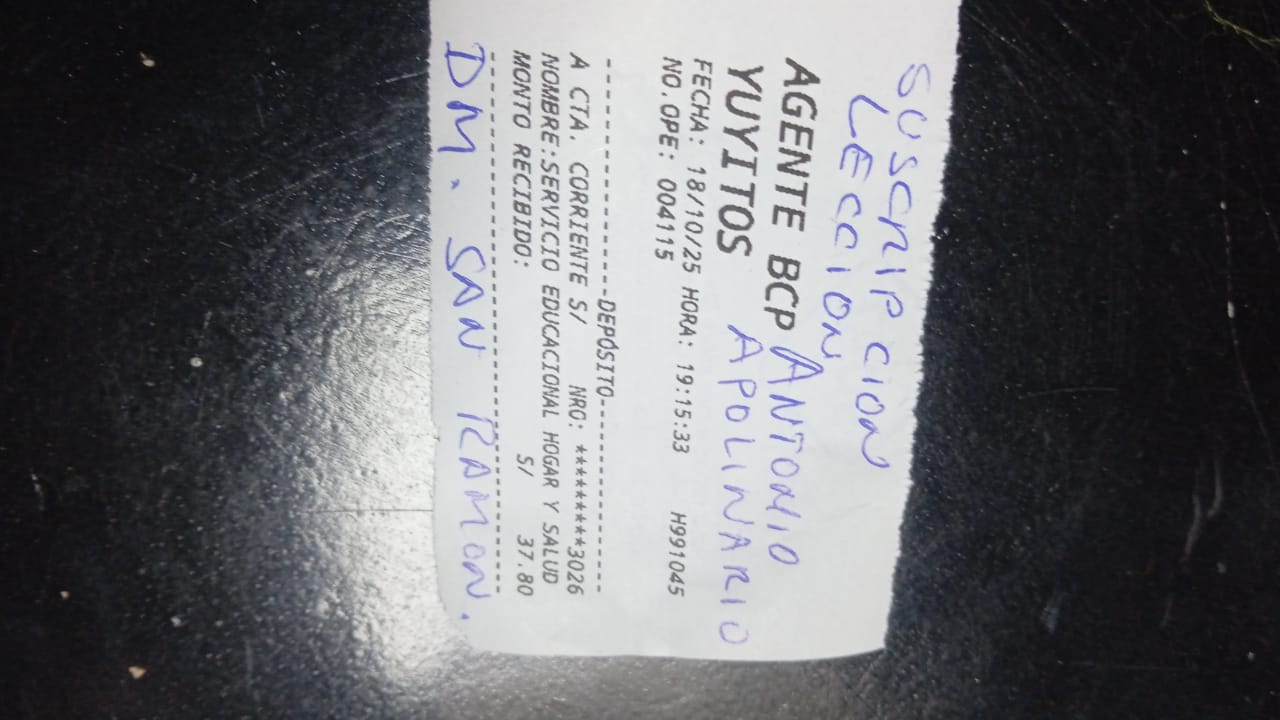 SUSCRIPCION
LECCION
AGENTE BCP ANTONIO
YUYITOS APOLINARIO
FECHA: 18/10/25 HORA: 19:15:33
NO.OPE: 004115 H991045
--------------------DEPÓSITO--------------------
A CTA. CORRIENTE S/ NRO: *********3026
NOMBRE:SERVICIO EDUCACIONAL HOGAR Y SALUD
MONTO RECIBIDO: S/ 37.80
DM. SAN RAMON.